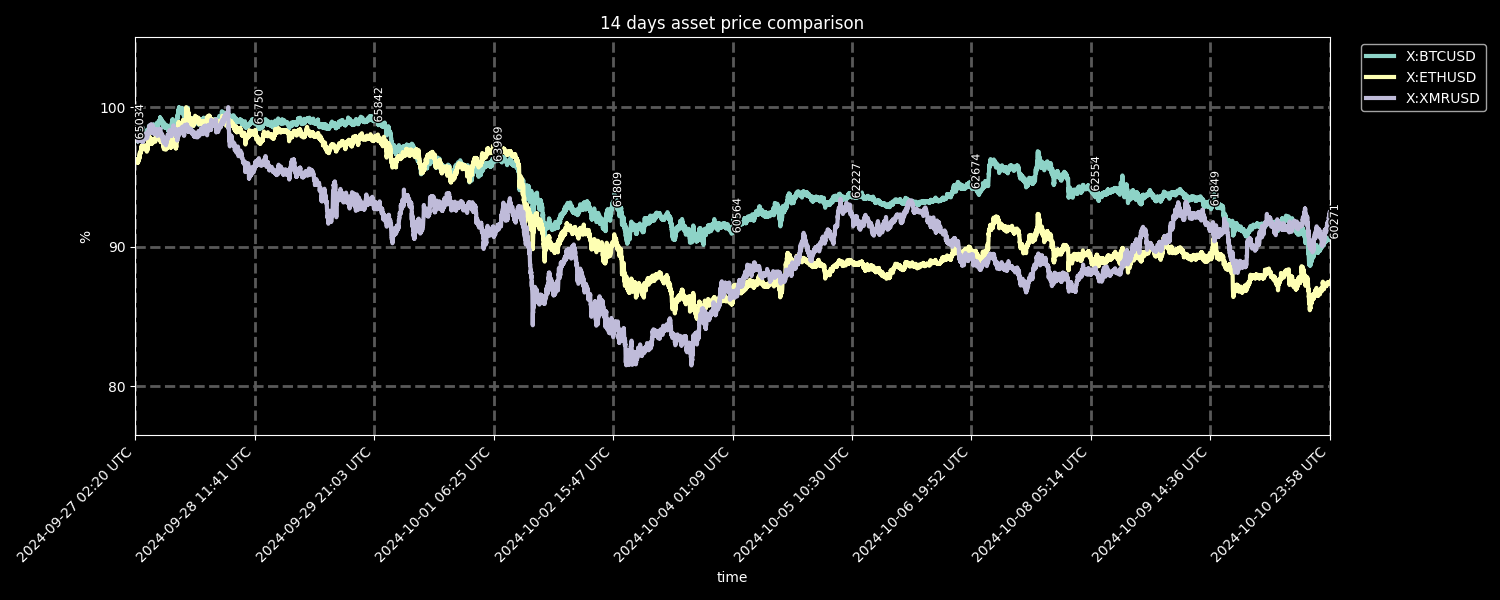 14 days asset price comparison
X:BTCUSD
X:ETHUSD
X:XMRUSD
100
90
80
%
65034
65750
65842
63969
61809
60564
62227
62674
62554
61849
60271
2024-09-27 02:20 UTC
2024-09-28 11:41 UTC
2024-09-29 21:03 UTC
2024-10-01 06:25 UTC
2024-10-02 15:47 UTC
2024-10-04 01:09 UTC
2024-10-05 10:30 UTC
2024-10-06 19:52 UTC
2024-10-08 05:14 UTC
2024-10-09 14:36 UTC
2024-10-10 23:58 UTC
time